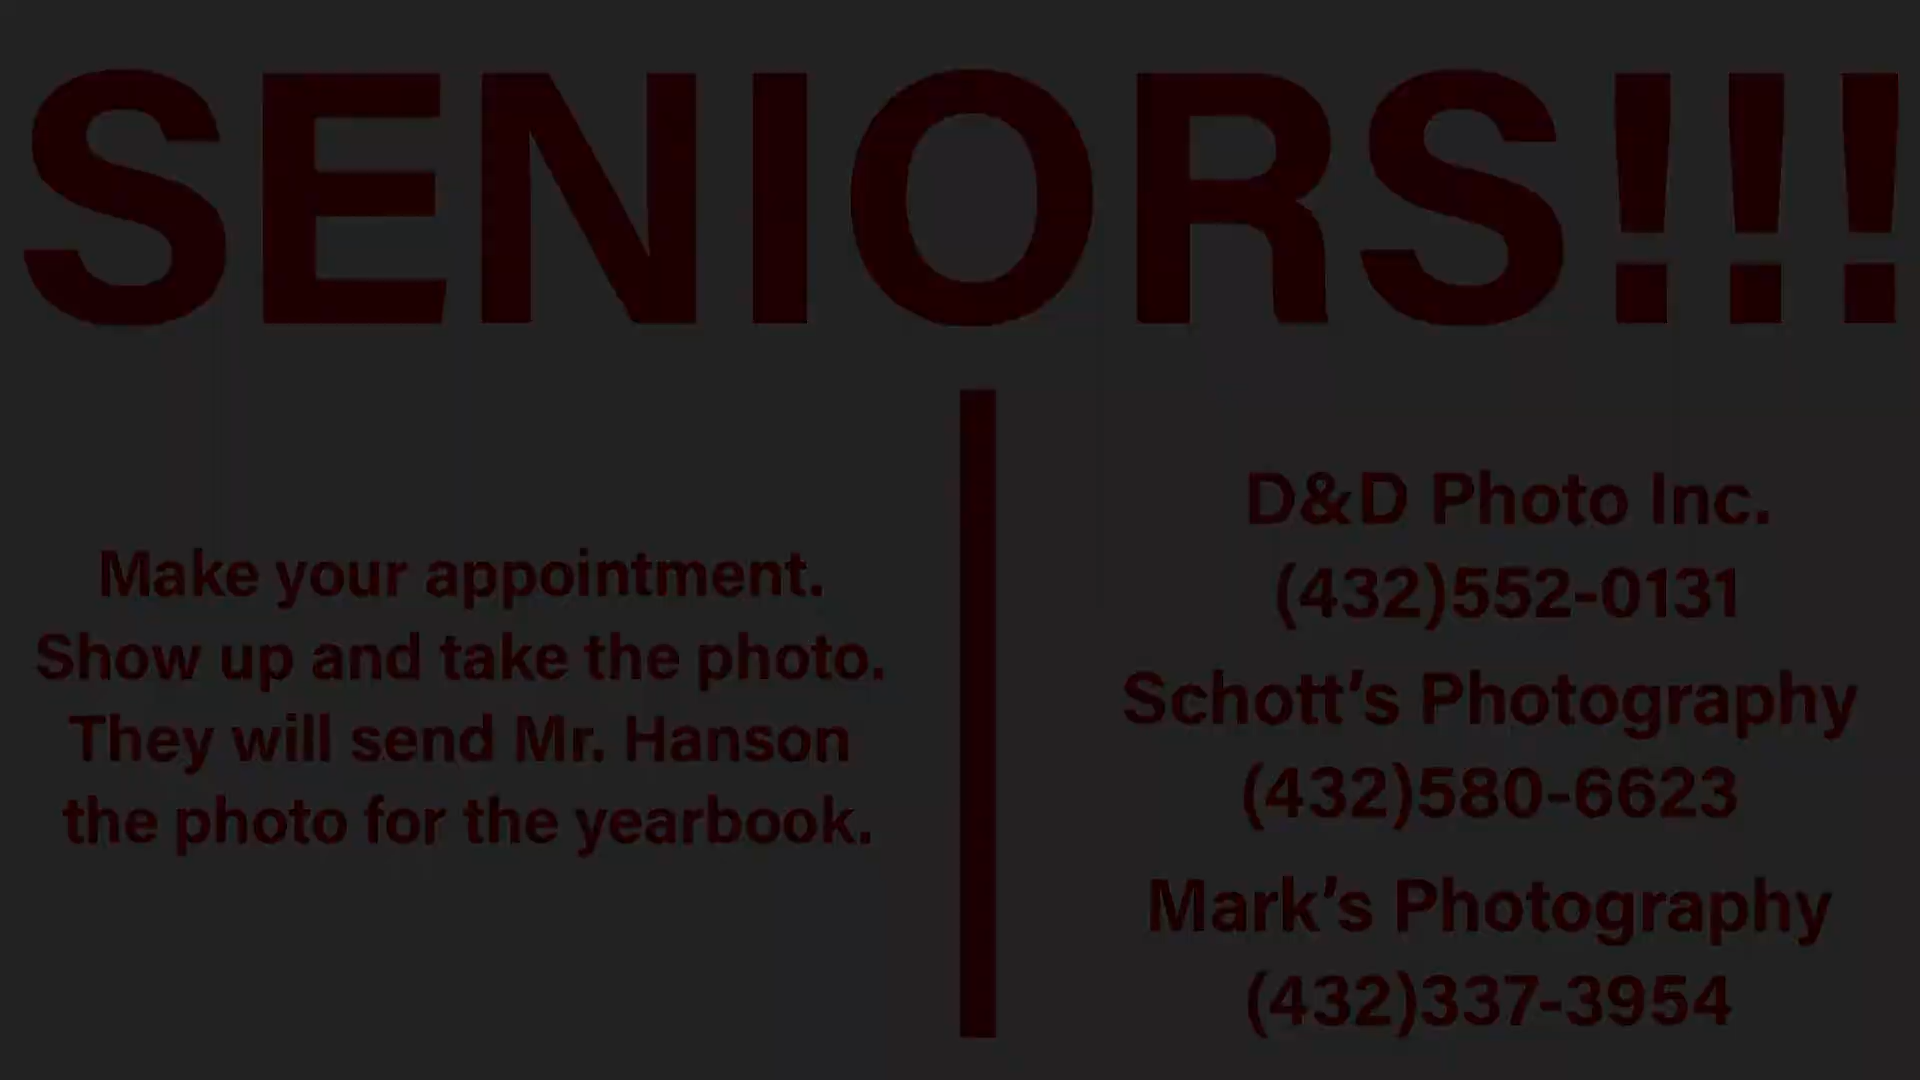 SENIORS!!!
Make your appointment.
Show up and take the photo.
They will send Mr. Hanson
the photo for the yearbook.
D&D Photo Inc.
(432)552-0131
Schott’s Photography
(432)580-6623
Mark’s Photography
(432)337-3954